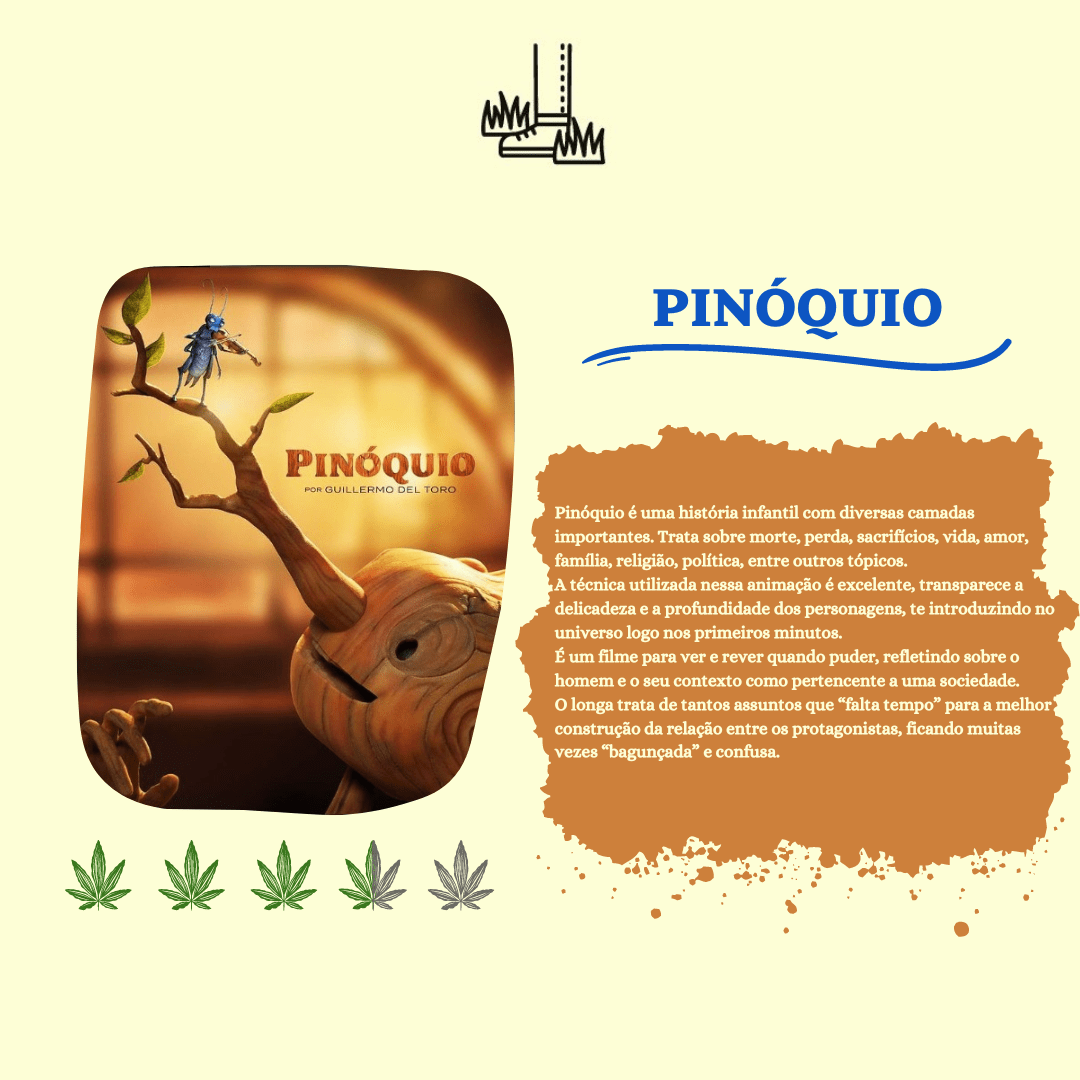 PINÓQUIO
POR GUILLERMO DEL TORO
PINÓQUIO
Pinóquio é uma história infantil com diversas camadas
importantes. Trata sobre morte, perda, sacrifícios, vida, amor,
família, religião, política, entre outros tópicos.
A técnica utilizada nessa animação é excelente, transparece a
delicadeza e a profundidade dos personagens, te introduzindo no
universo logo nos primeiros minutos.
É um filme para ver e rever quando puder, refletindo sobre o
homem e o seu contexto como pertencente a uma sociedade.
O longa trata de tantos assuntos que “falta tempo” para a melhor
construção da relação entre os protagonistas, ficando muitas
vezes “bagunçada” e confusa.